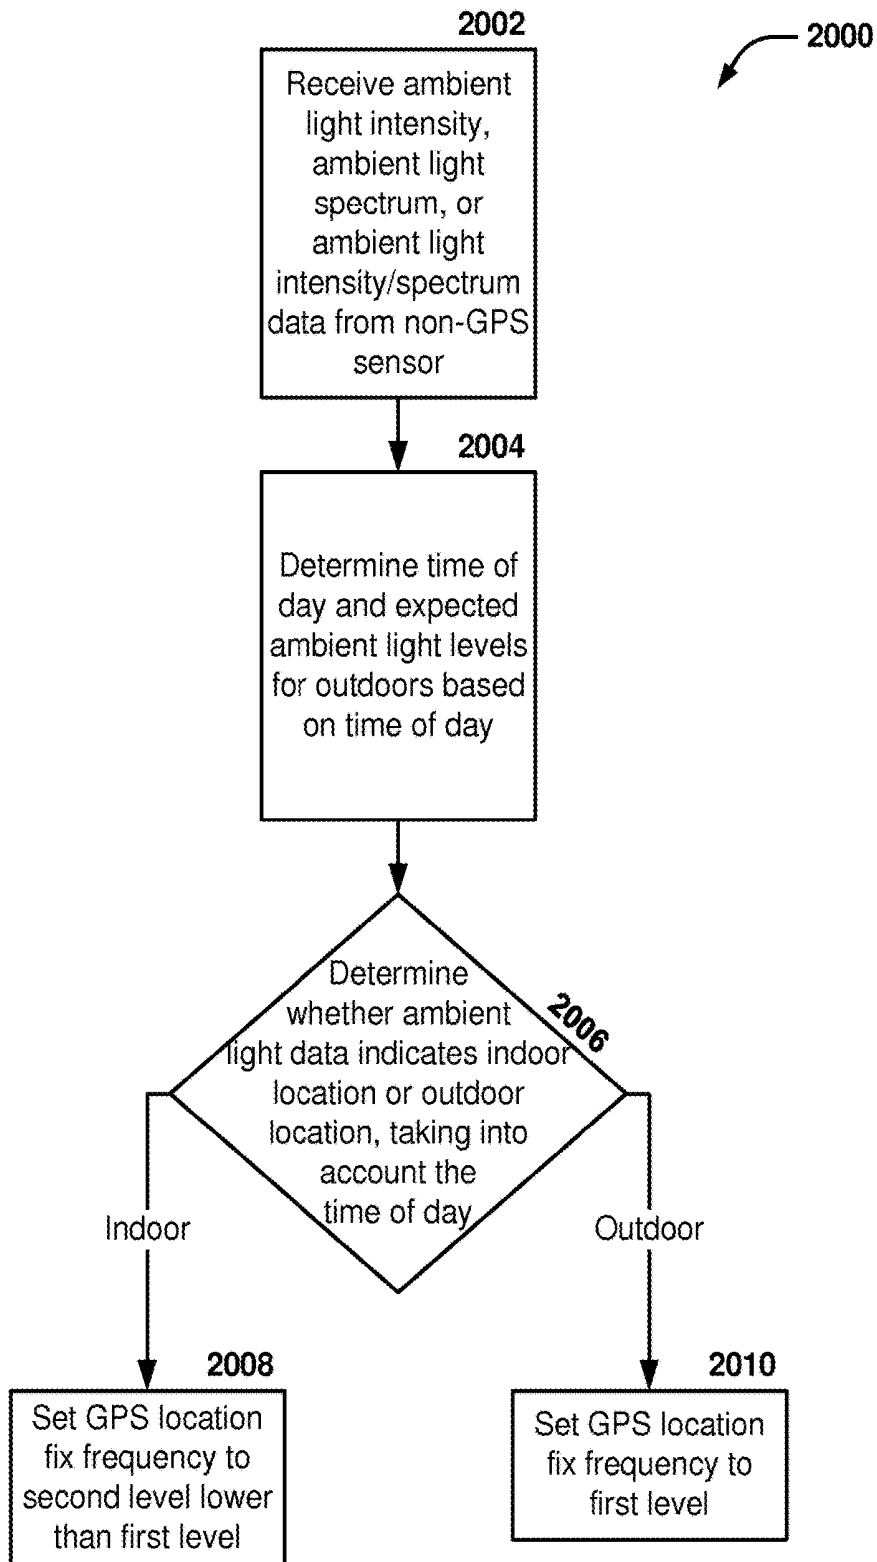 2002
2000
Receive ambient
light intensity,
ambient light
spectrum, or
ambient light
intensity/spectrum
data from non-GPS
sensor
2004
Determine time of
day and expected
ambient light levels
for outdoors based
on time of day
Determine
whether ambient
light data indicates indoor
location or outdoor
location, taking into
account the
time of day
2006
Indoor
Outdoor
2008
Set GPS location
fix frequency to
second level lower
than first level
2010
Set GPS location
fix frequency to
first level